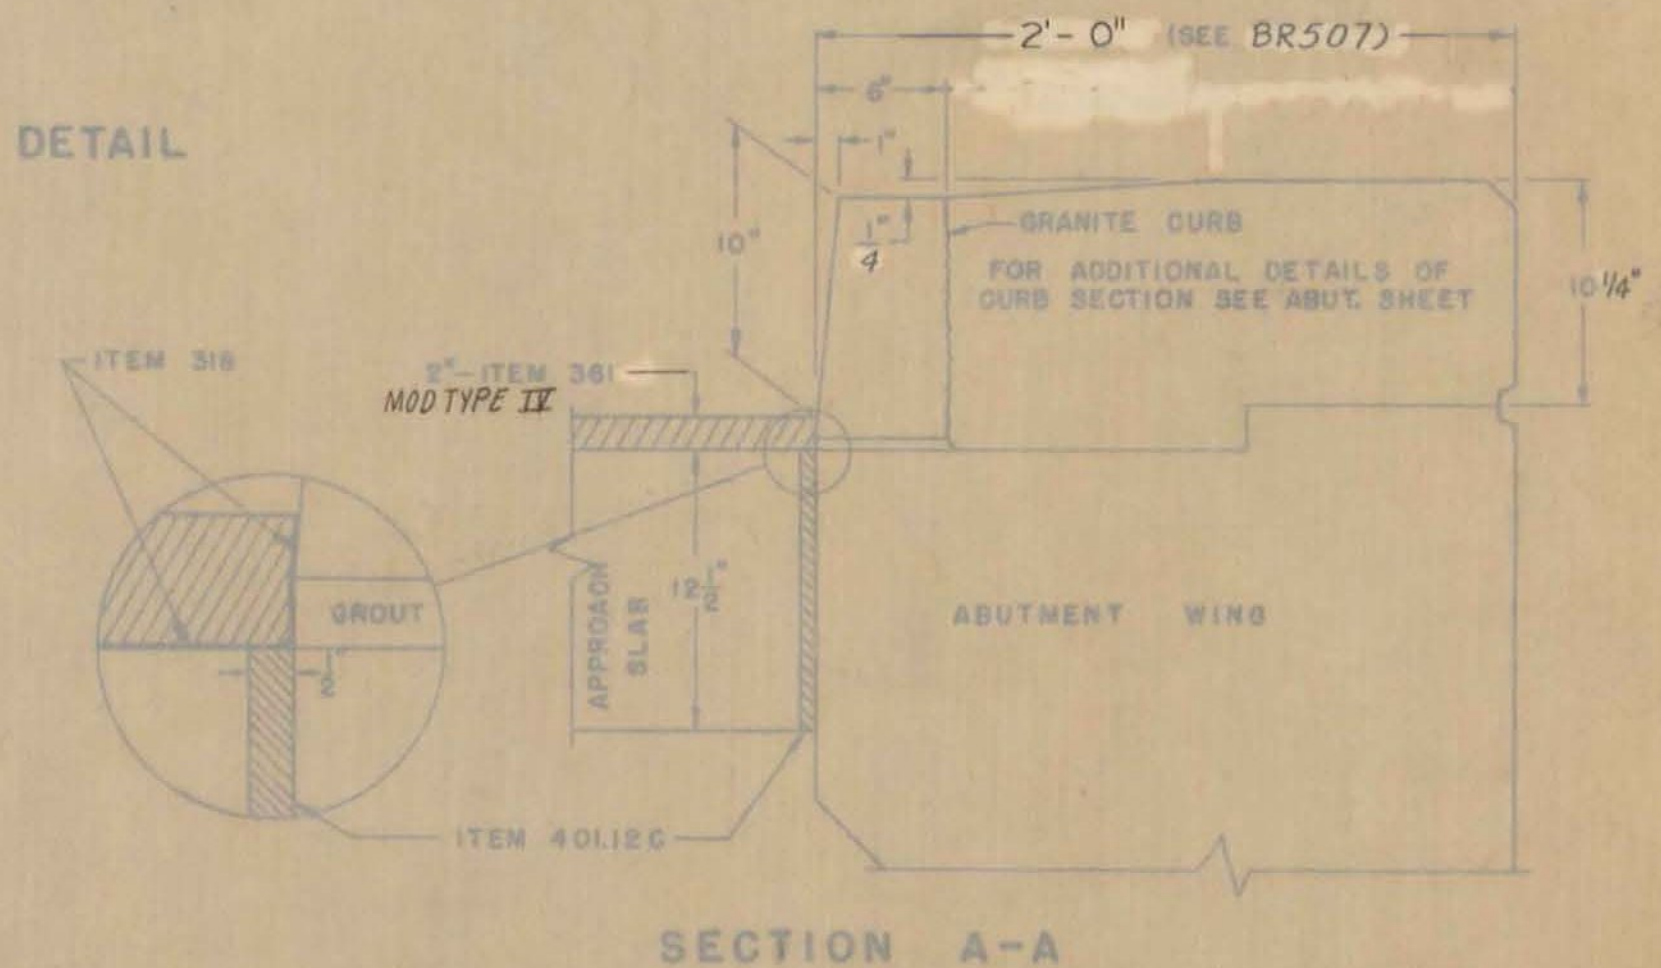 2'- 0" (SEE BR507)
6"
DETAIL
1"
10"
1"
4
GRANITE CURB
FOR ADDITIONAL DETAILS OF
CURB SECTION SEE ABUT. SHEET
10 1/4"
ITEM 318
2"-ITEM 361
MOD TYPE IV
GROUT
1"
2
APPROACH
SLAB
12 1"
2
ABUTMENT WING
ITEM 401.12G
SECTION A-A